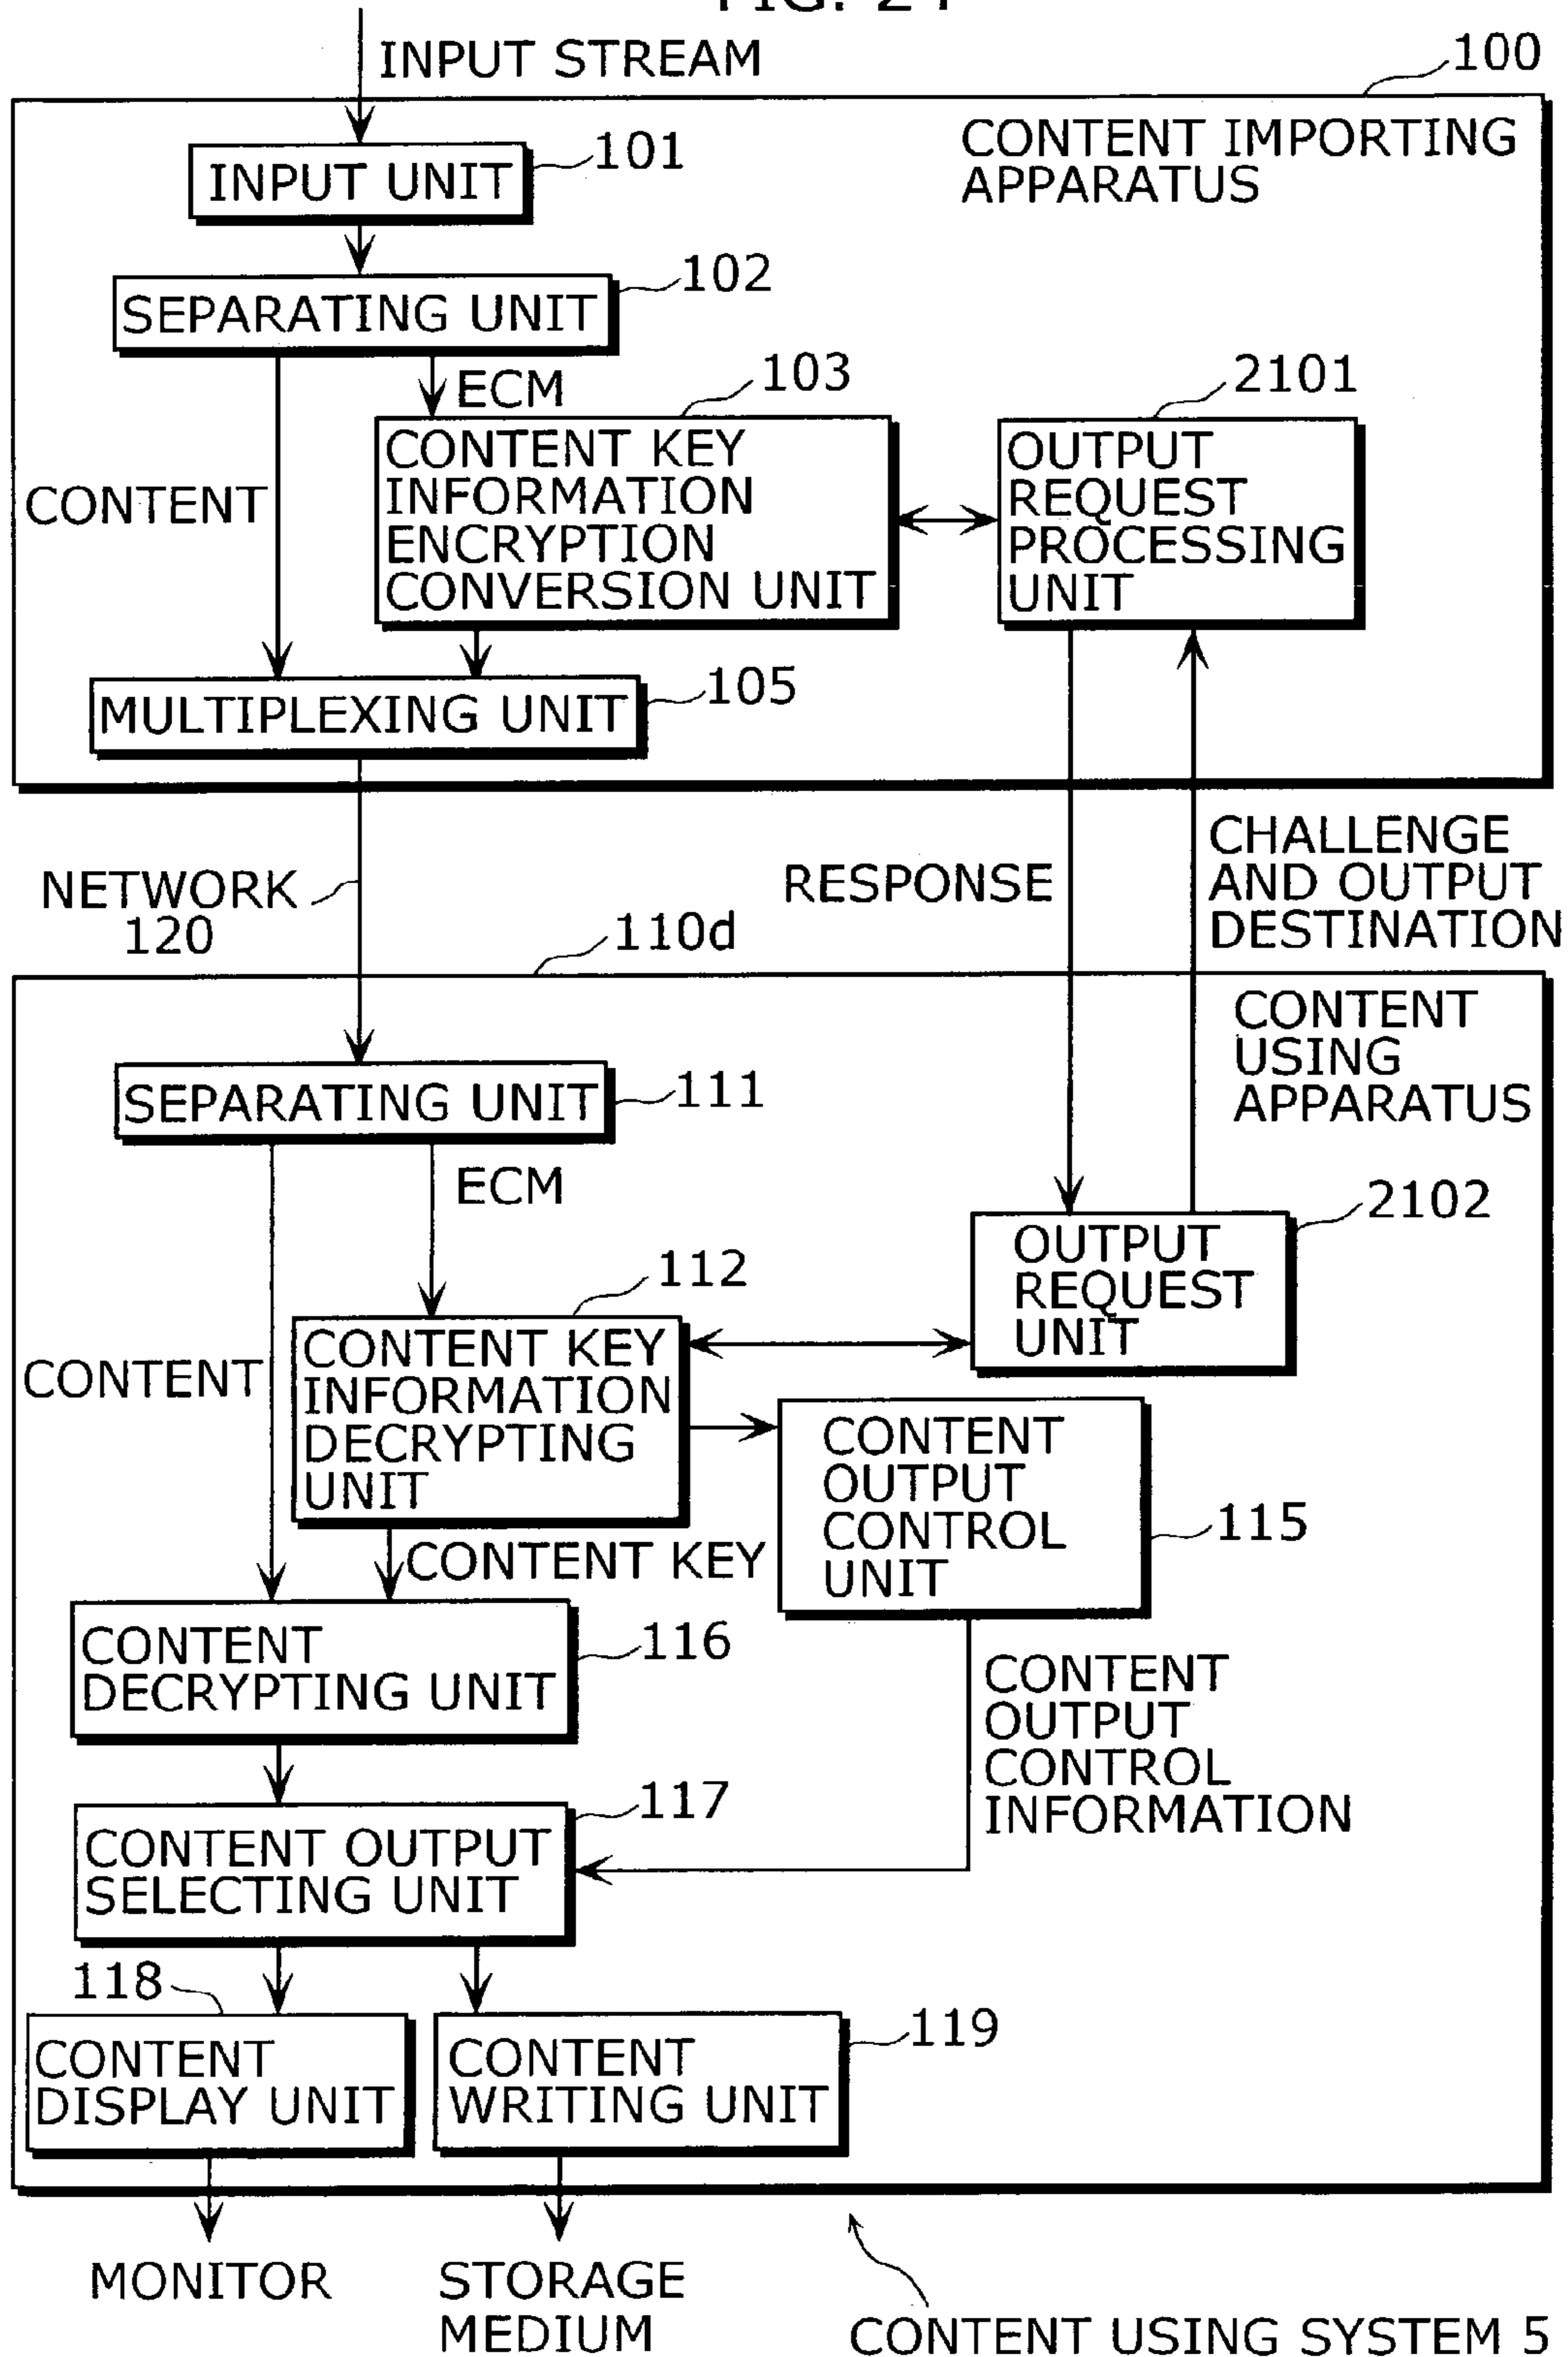 FIG.
INPUT STREAM
100
CONTENT IMPORTING
APPARATUS
101
INPUT UNIT
102
SEPARATING UNIT
ECM
103
2101
CONTENT KEY
INFORMATION
ENCRYPTION
CONVERSION UNIT
OUTPUT
REQUEST
PROCESSING
UNIT
CONTENT
105
MULTIPLEXING UNIT
NETWORK
120
RESPONSE
CHALLENGE
AND OUTPUT
DESTINATION
110d
CONTENT
USING
APPARATUS
SEPARATING UNIT
111
ECM
2102
OUTPUT
REQUEST
UNIT
112
CONTENT
CONTENT KEY
INFORMATION
DECRYPTING
UNIT
CONTENT
OUTPUT
CONTROL
UNIT
115
CONTENT KEY
CONTENT
DECRYPTING UNIT
116
CONTENT
OUTPUT
CONTROL
INFORMATION
117
CONTENT OUTPUT
SELECTING UNIT
118
CONTENT
DISPLAY UNIT
119
CONTENT
WRITING UNIT
MONITOR
STORAGE
MEDIUM
CONTENT USING SYSTEM 5